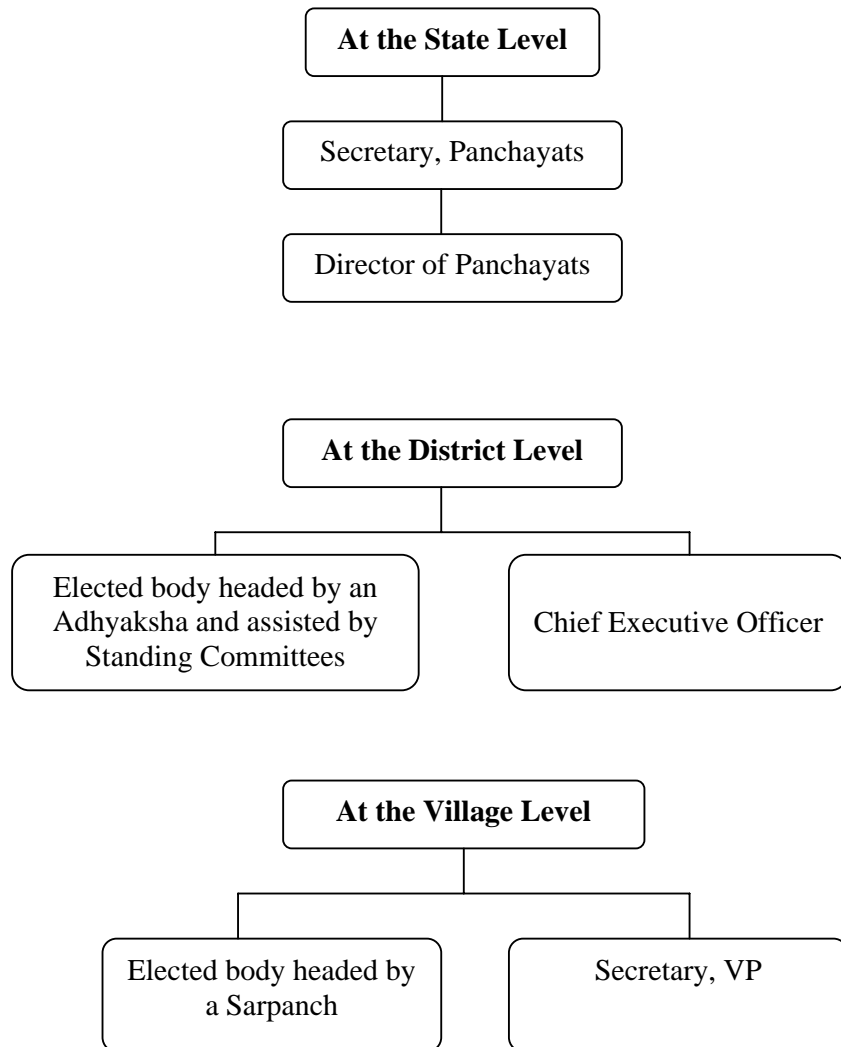 At the State Level
Secretary, Panchayats
Director of Panchayats
At the District Level
Elected body headed by an
Adhyaksha and assisted by
Standing Committees
Chief Executive Officer
At the Village Level
Elected body headed by
a Sarpanch
Secretary, VP